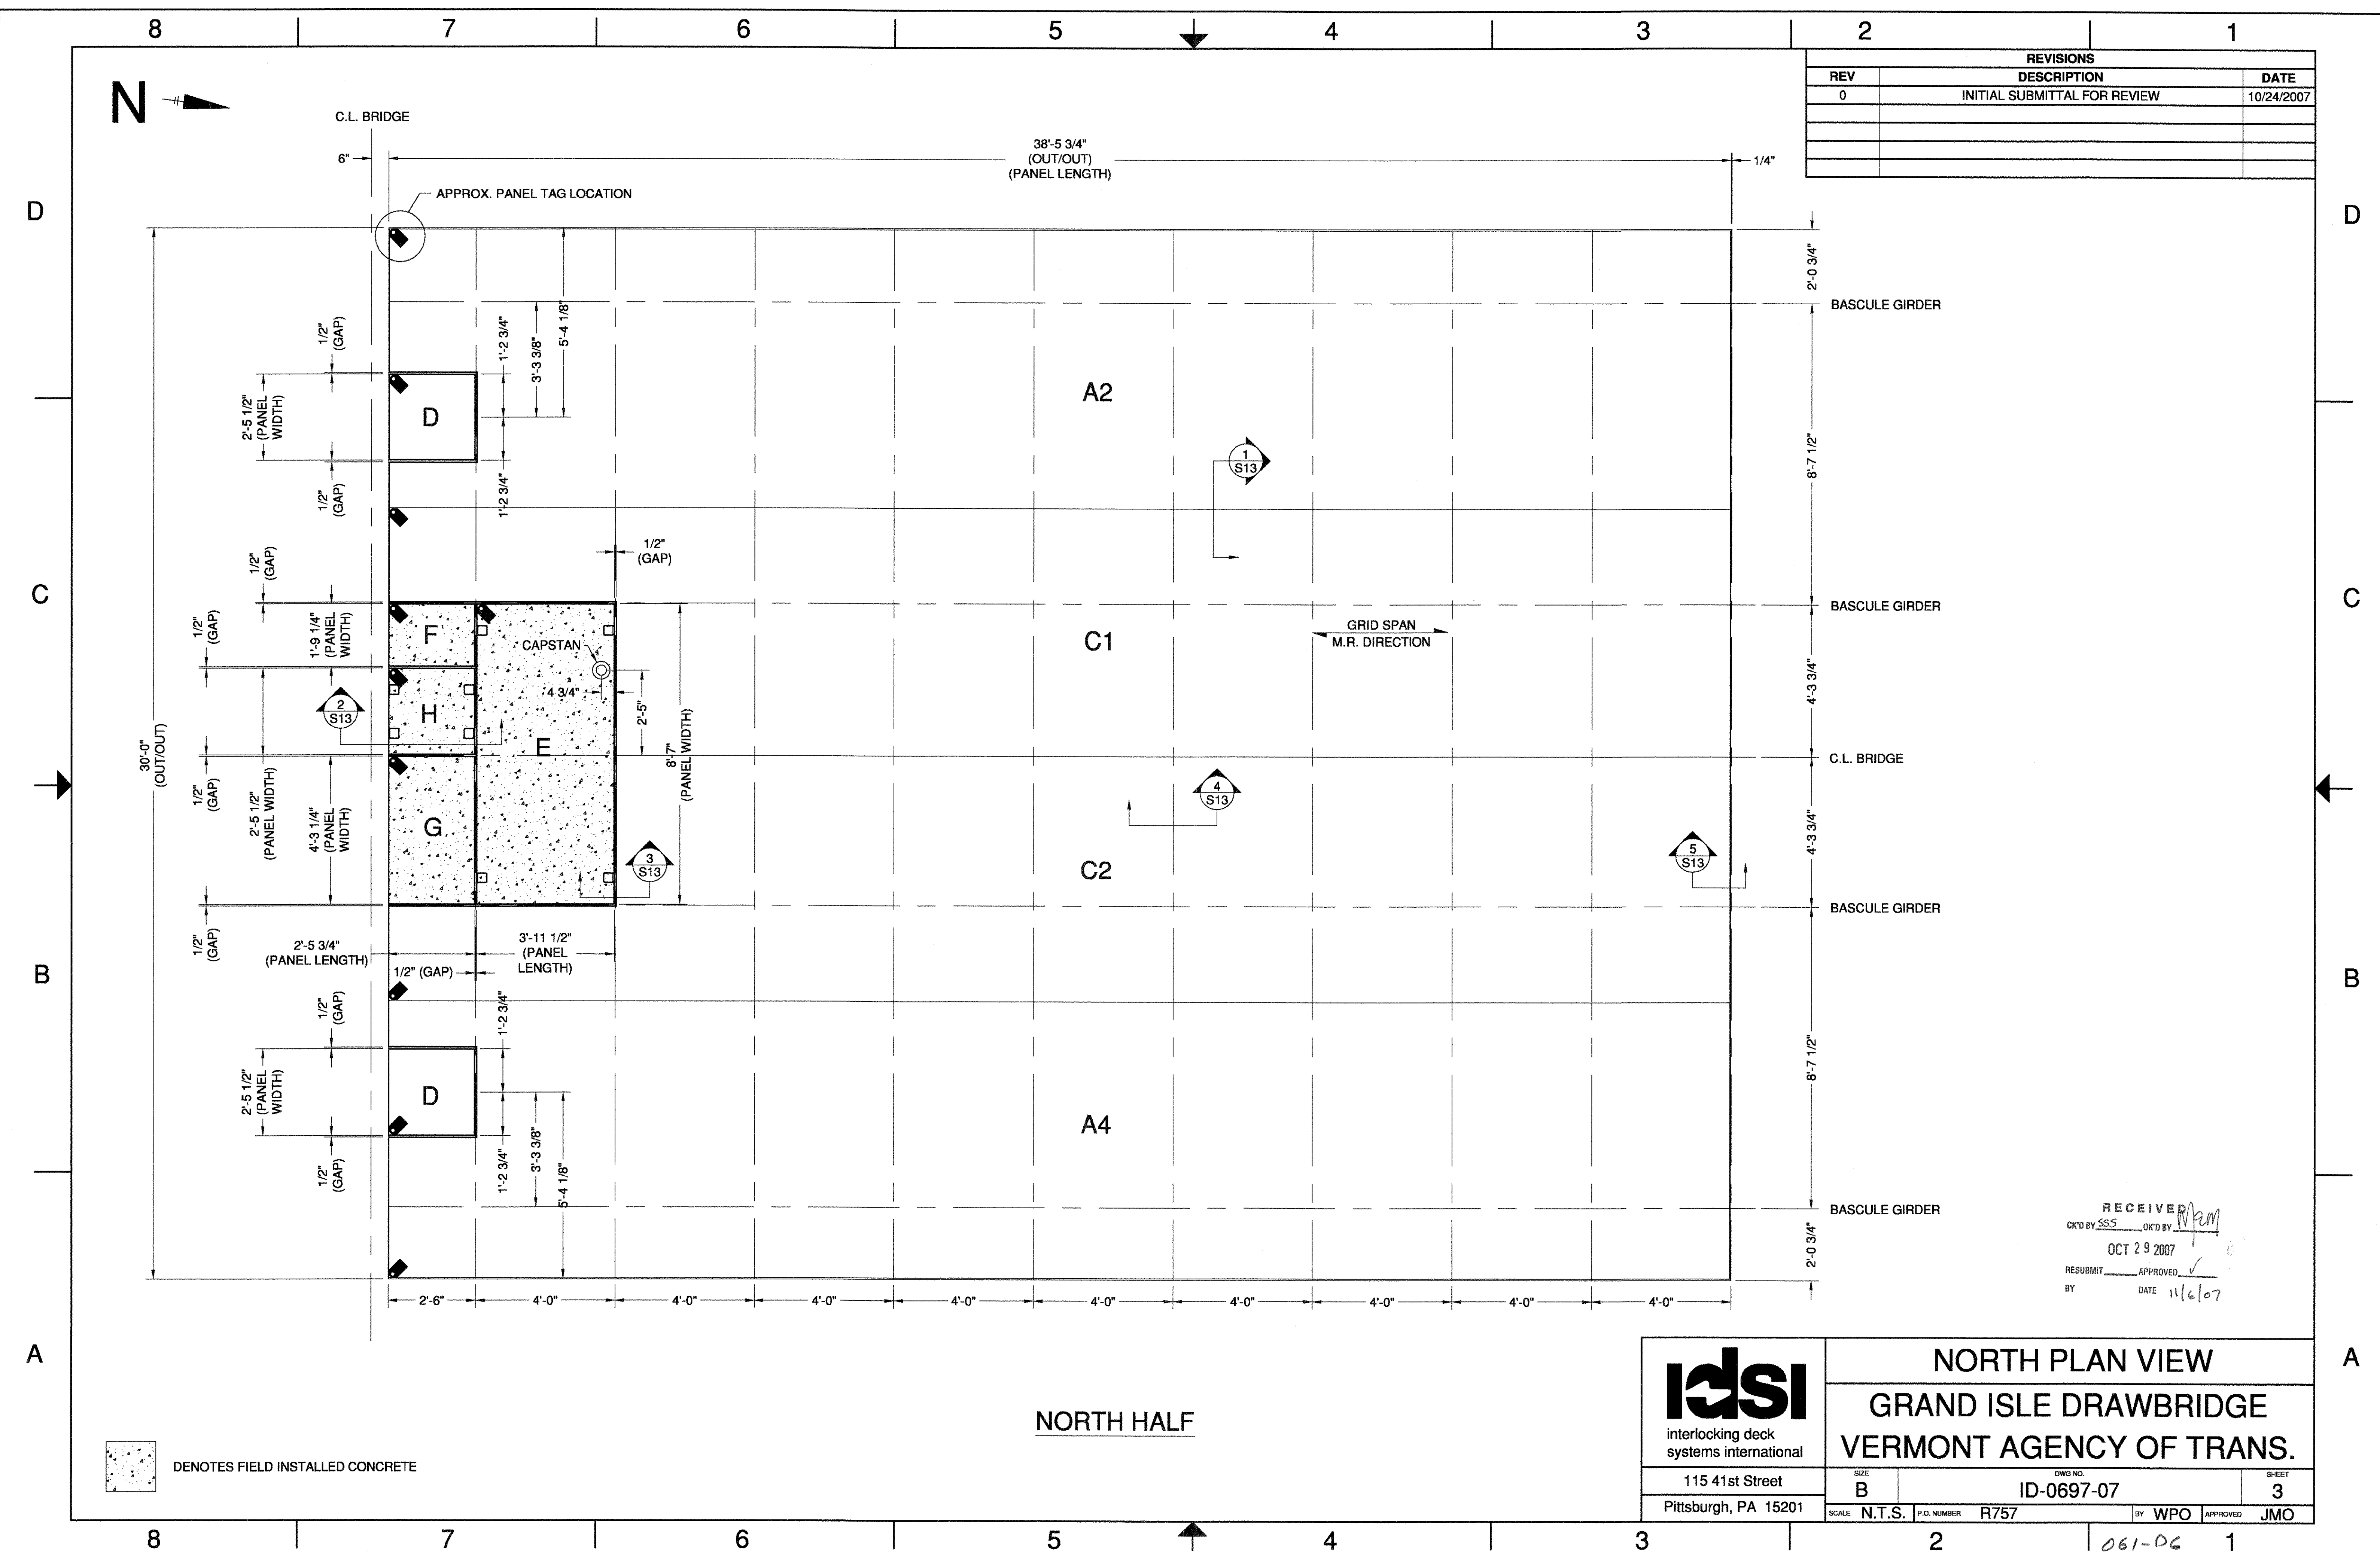 8 7 6 5 4 3 2 1
REVISIONS
REV DESCRIPTION DATE
0 INITIAL SUBMITTAL FOR REVIEW 10/24/2007
N
C.L. BRIDGE
6"
38'-5 3/4"
(OUT/OUT)
(PANEL LENGTH)
1/4"
APPROX. PANEL TAG LOCATION
D D
2'-0 3/4"
BASCULE GIRDER
1/2"
(GAP)
1'-2 3/4"
3'-3 3/8"
5'-4 1/8"
2'-5 1/2"
(PANEL
WIDTH)
D
A2
8'-7 1/2"
1
S13
1/2"
(GAP)
1'-2 3/4"
1/2"
(GAP)
1/2"
(GAP)
C C
BASCULE GIRDER
1/2"
(GAP)
1'-9 1/4"
(PANEL
WIDTH)
F
CAPSTAN
C1
GRID SPAN
M.R. DIRECTION
4 3/4"
2'-5"
4'-3 3/4"
2
S13
H
E
8'-7"
(PANEL WIDTH)
30'-0"
(OUT/OUT)
C.L. BRIDGE
1/2"
(GAP)
2'-5 1/2"
(PANEL WIDTH)
4'-3 1/4"
(PANEL
WIDTH)
G
4
S13
4'-3 3/4"
3
S13
C2
5
S13
BASCULE GIRDER
1/2"
(GAP)
2'-5 3/4"
(PANEL LENGTH)
3'-11 1/2"
(PANEL
LENGTH)
1/2" (GAP)
B B
1/2"
(GAP)
1'-2 3/4"
2'-5 1/2"
(PANEL
WIDTH)
D
8'-7 1/2"
A4
1/2"
(GAP)
1'-2 3/4"
3'-3 3/8"
5'-4 1/8"
BASCULE GIRDER
2'-0 3/4"
2'-6" 4'-0" 4'-0" 4'-0" 4'-0" 4'-0" 4'-0" 4'-0" 4'-0" 4'-0"
RECEIVED
CK'D BY SSS OK'D BY
OCT 29 2007
RESUBMIT APPROVED ✓
BY DATE 11/6/07
A A
NORTH HALF
DENOTES FIELD INSTALLED CONCRETE
idsi
interlocking deck
systems international
115 41st Street
Pittsburgh, PA 15201
NORTH PLAN VIEW
GRAND ISLE DRAWBRIDGE
VERMONT AGENCY OF TRANS.
SIZE DWG NO. SHEET
B ID-0697-07 3
SCALE N.T.S. P.O. NUMBER R757 BY WPO APPROVED JMO
8 7 6 5 4 3 2 1
061-D6